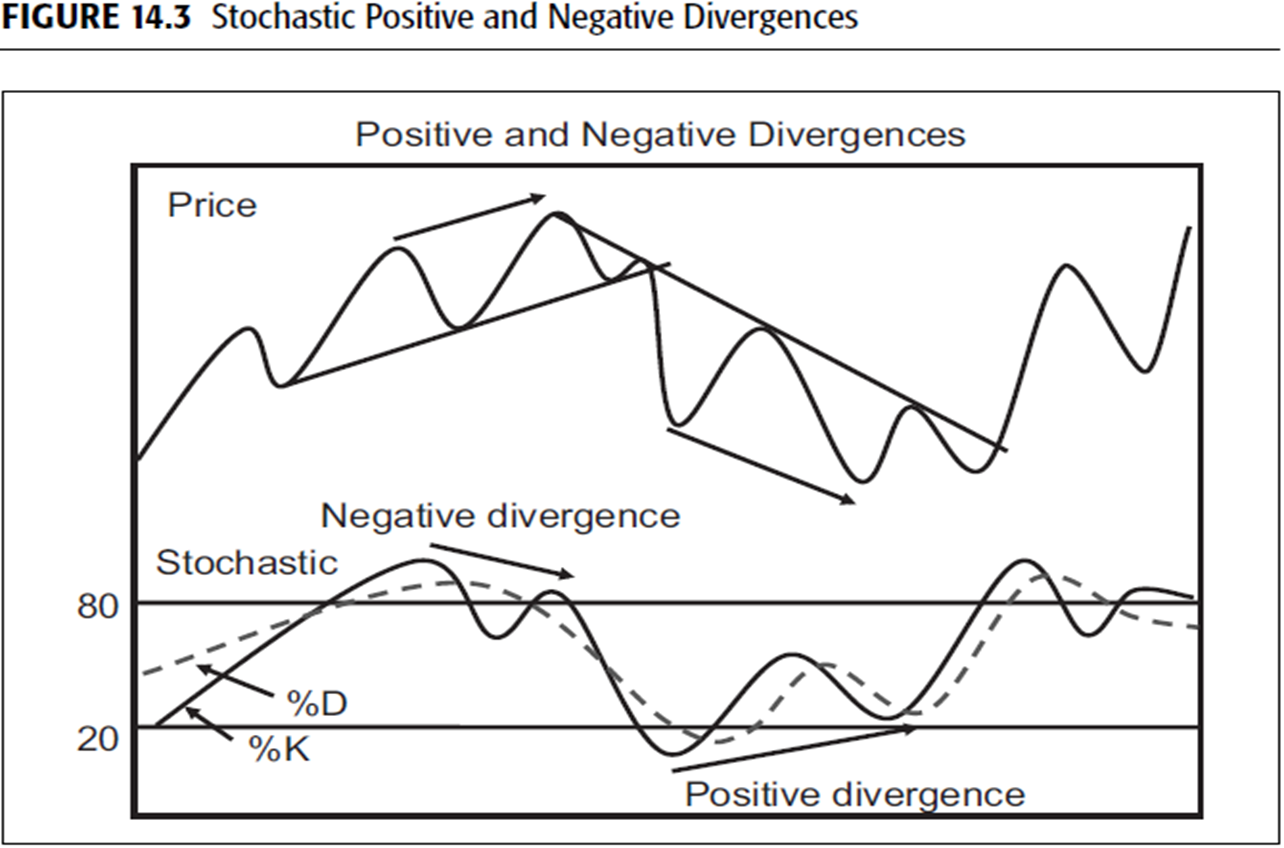 FIGURE 14.3 Stochastic Positive and Negative Divergences
Positive and Negative Divergences
Price
Negative divergence
Stochastic
80
%D
20
%K
Positive divergence